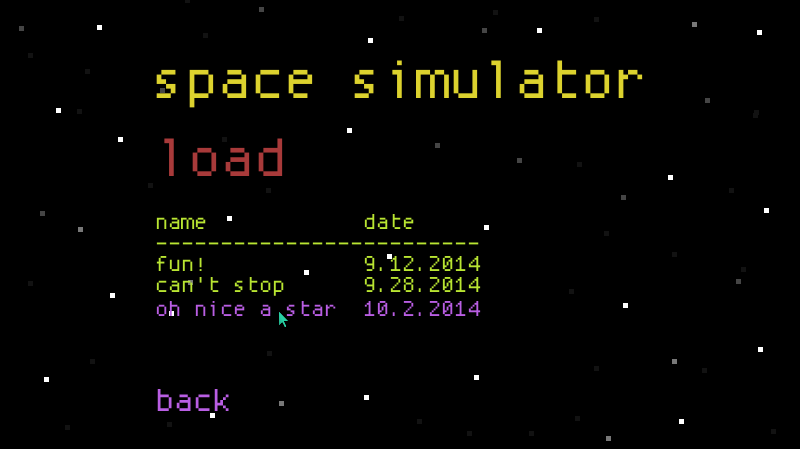 space simulator
load
name date
-------------------------
fun! 9.12.2014
can't stop 9.28.2014
oh nice a star 10.2.2014
back